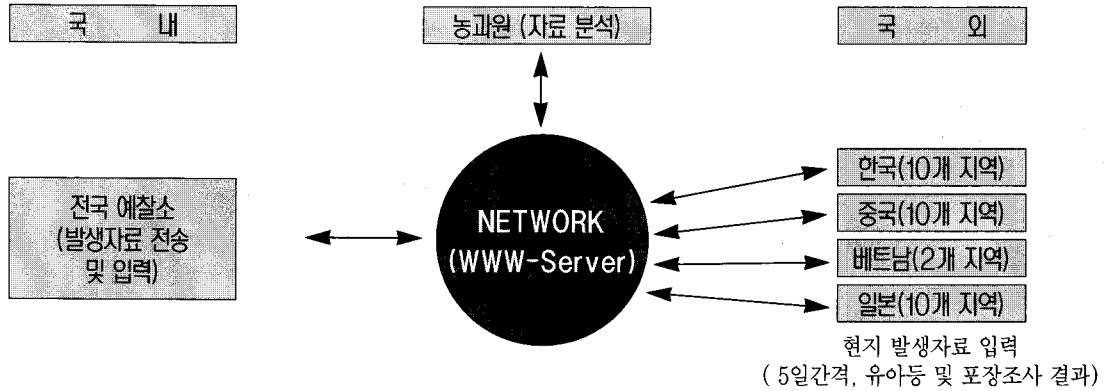 국 내
농과원 (자료 분석)
국 외
전국 예찰소
(발생자료 전송
및 입력)
NETWORK
(WWW-Server)
한국(10개 지역)
중국(10개 지역)
베트남(2개 지역)
일본(10개 지역)
현지 발생자료 입력
( 5일간격, 유아등 및 포장조사 결과)